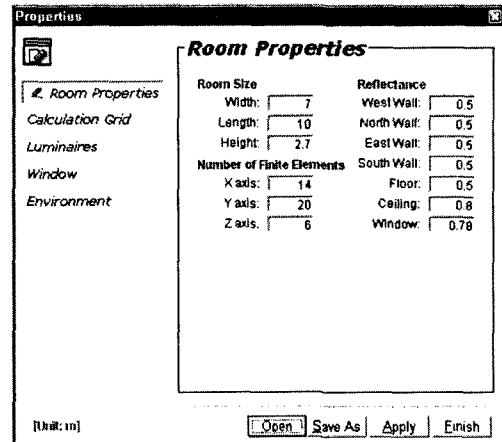 Properties
Room Properties
Calculation Grid
Luminaires
Window
Environment
[Unit: m]
Room Properties
Room Size
Width: 7
Length: 10
Height: 2.7
Number of Finite Elements
X axis: 14
Y axis: 20
Z axis: 6
Reflectance
West Wall: 0.5
North Wall: 0.5
East Wall: 0.5
South Wall: 0.5
Floor: 0.5
Ceiling: 0.8
Window: 0.78
Open Save As Apply Finish